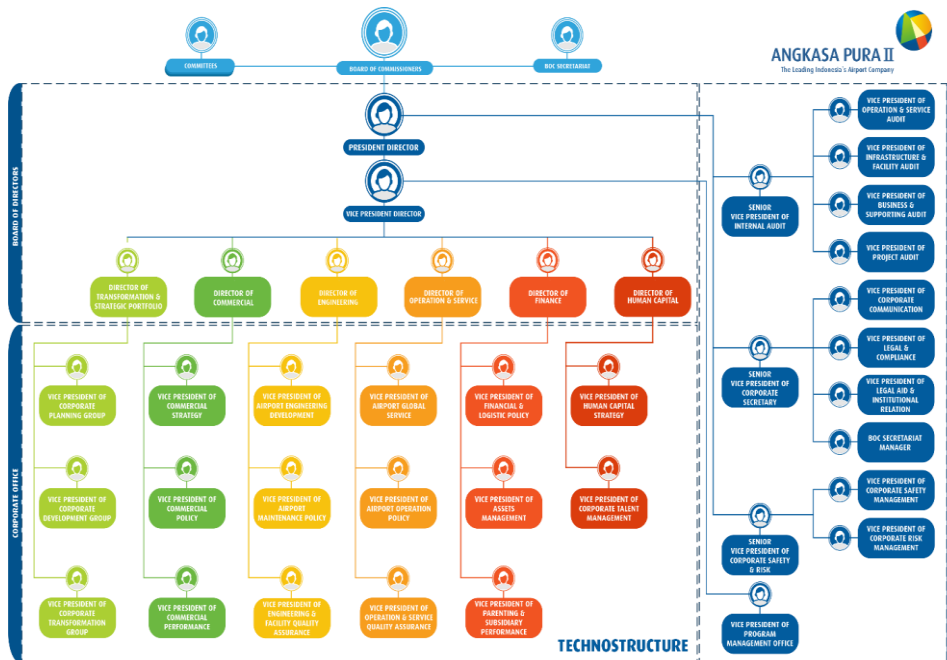 COMMITTEES
BOARD OF COMMISSIONERS
BOC SECRETARIAT
ANGKASA PURA II
The Leading Indonesia's Airport Company
BOARD OF DIRECTORS
PRESIDENT DIRECTOR
VICE PRESIDENT DIRECTOR
DIRECTOR OF
TRANSFORMATION &
STRATEGIC PORTFOLIO
DIRECTOR OF
COMMERCIAL
DIRECTOR OF
ENGINEERING
DIRECTOR OF
OPERATION & SERVICE
DIRECTOR OF
FINANCE
DIRECTOR OF
HUMAN CAPITAL
CORPORATE OFFICE
VICE PRESIDENT OF
CORPORATE
PLANNING GROUP
VICE PRESIDENT OF
COMMERCIAL
STRATEGY
VICE PRESIDENT OF
AIRPORT ENGINEERING
DEVELOPMENT
VICE PRESIDENT OF
AIRPORT GLOBAL
SERVICE
VICE PRESIDENT OF
FINANCIAL &
LOGISTIC POLICY
VICE PRESIDENT OF
HUMAN CAPITAL
STRATEGY
VICE PRESIDENT OF
CORPORATE
DEVELOPMENT GROUP
VICE PRESIDENT OF
COMMERCIAL
POLICY
VICE PRESIDENT OF
AIRPORT
MAINTENANCE POLICY
VICE PRESIDENT OF
AIRPORT OPERATION
POLICY
VICE PRESIDENT OF
ASSETS
MANAGEMENT
VICE PRESIDENT OF
CORPORATE TALENT
MANAGEMENT
VICE PRESIDENT OF
CORPORATE
TRANSFORMATION
GROUP
VICE PRESIDENT OF
COMMERCIAL
PERFORMANCE
VICE PRESIDENT OF
ENGINEERING &
FACILITY QUALITY
ASSURANCE
VICE PRESIDENT OF
OPERATION & SERVICE
QUALITY ASSURANCE
VICE PRESIDENT OF
PARENTING &
SUBSIDIARY
PERFORMANCE
TECHNOSTRUCTURE
SENIOR
VICE PRESIDENT OF
INTERNAL AUDIT
VICE PRESIDENT OF
OPERATION & SERVICE
AUDIT
VICE PRESIDENT OF
INFRASTRUCTURE &
FACILITY AUDIT
VICE PRESIDENT OF
BUSINESS &
SUPPORTING AUDIT
VICE PRESIDENT OF
PROJECT AUDIT
SENIOR
VICE PRESIDENT OF
CORPORATE
SECRETARY
VICE PRESIDENT OF
CORPORATE
COMMUNICATION
VICE PRESIDENT OF
LEGAL &
COMPLIANCE
VICE PRESIDENT OF
LEGAL AID &
INSTITUTIONAL
RELATION
BOC SECRETARIAT
MANAGER
SENIOR
VICE PRESIDENT OF
CORPORATE SAFETY
& RISK
VICE PRESIDENT OF
CORPORATE SAFETY
MANAGEMENT
VICE PRESIDENT OF
CORPORATE RISK
MANAGEMENT
VICE PRESIDENT OF
PROGRAM
MANAGEMENT OFFICE